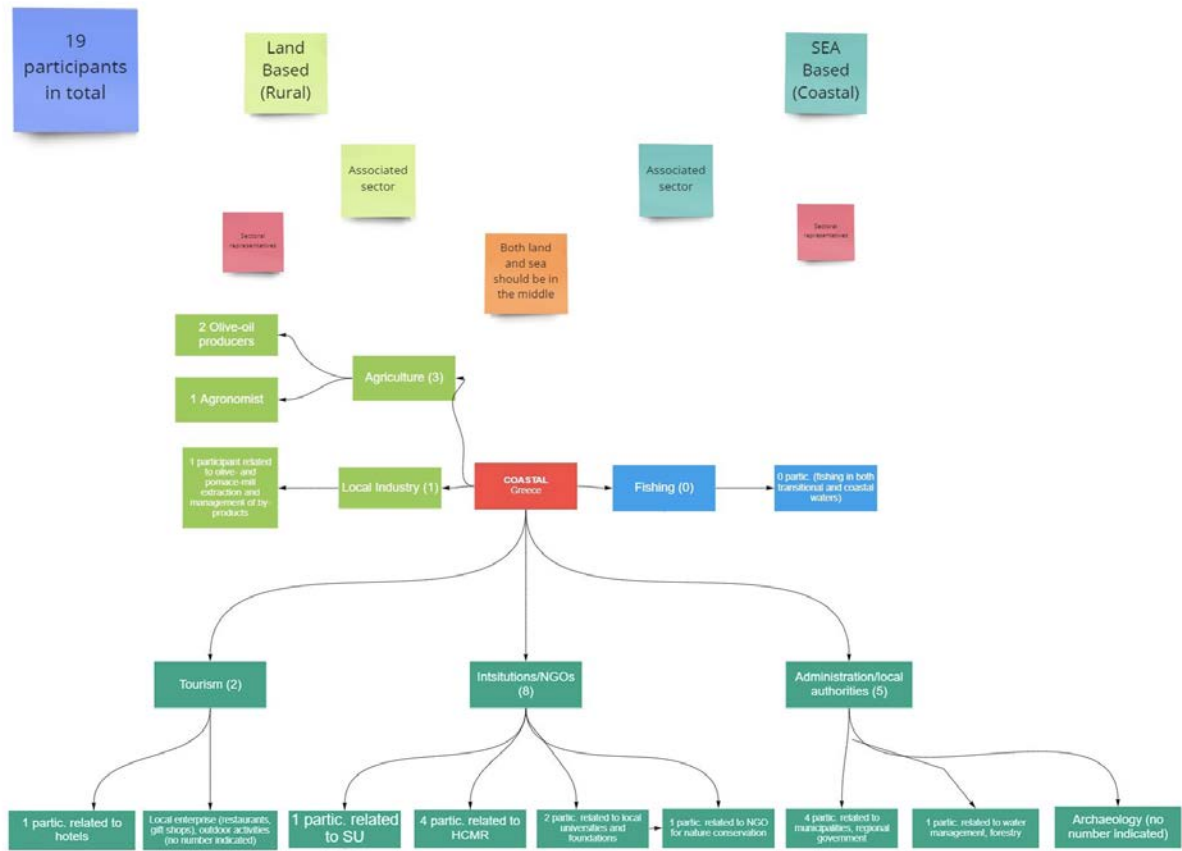 19
participants
in total
Land
Based
(Rural)
SEA
Based
(Coastal)
Associated
sector
Associated
sector
Sectoral
representatives
Sectoral
representatives
Both land
and sea
should be in
the middle
2 Olive-oil
producers
Agriculture (3)
1 Agronomist
1 participant related
to olive- and
pomace-mill
extraction and
management of by-
products
Local Industry (1)
COASTAL
Greece
Fishing (0)
0 partic. (fishing in both
transitional and coastal
waters)
Tourism (2)
Intsitutions/NGOs
(8)
Administration/local
authorities (5)
1 partic. related to
hotels
Local enterprise (restaurants,
gift shops), outdoor activities
(no number indicated)
1 partic. related
to SU
4 partic. related to
HCMR
2 partic. related to local
universities and
foundations
1 partic. related to NGO
for nature conservation
4 partic. related to
municipalities, regional
government
1 partic. related to water
management, forestry
Archaeology (no
number indicated)